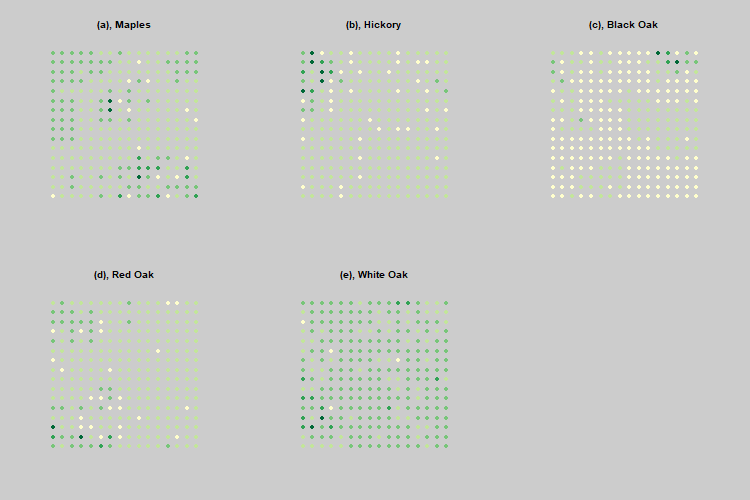 (a), Maples
(b), Hickory
(c), Black Oak
(d), Red Oak
(e), White Oak